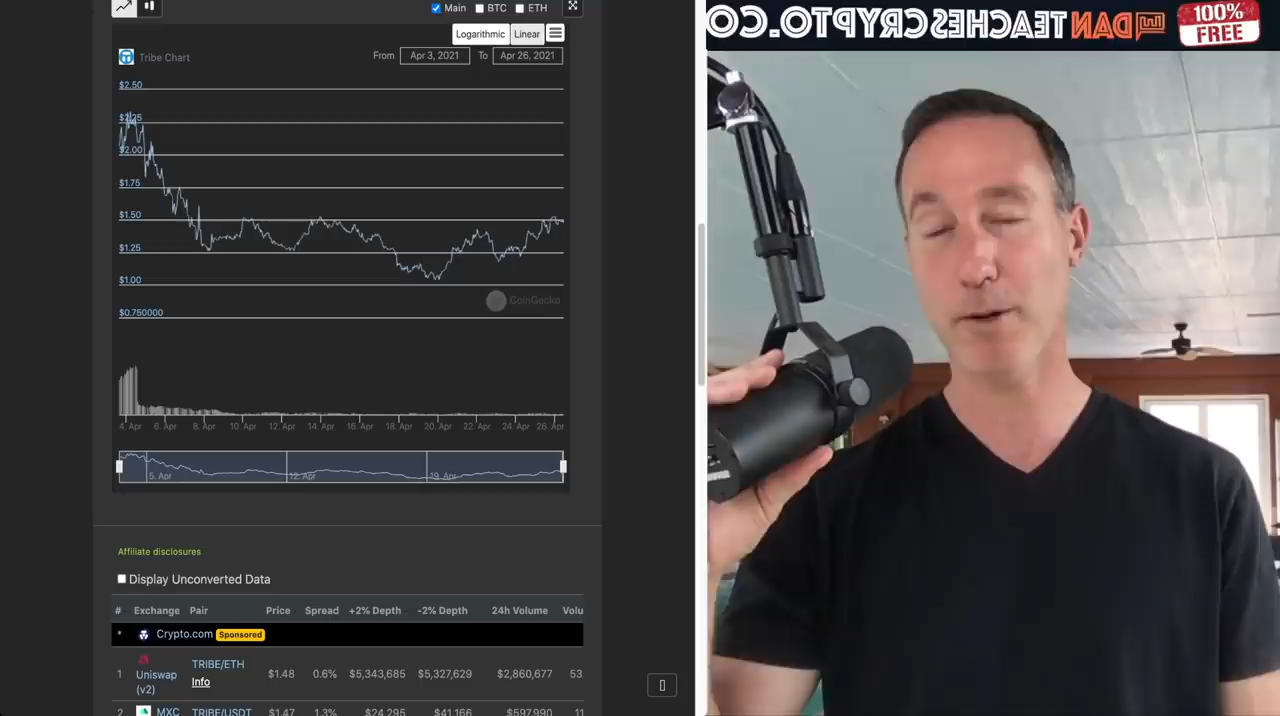 Main BTC ETH
Logarithmic Linear
Tribe Chart From Apr 3, 2021 To Apr 26, 2021
$2.50
$2.25
$2.00
$1.75
$1.50
$1.25
$1.00
$0.750000
CoinGecko
4. Apr 6. Apr 8. Apr 10. Apr 12. Apr 14. Apr 16. Apr 18. Apr 20. Apr 22. Apr 24. Apr 26. Apr
5. Apr 12. Apr 19. Apr
Affiliate disclosures
Display Unconverted Data
# Exchange Pair Price Spread +2% Depth -2% Depth 24h Volume Volu
* Crypto.com Sponsored
1 Uniswap (v2) TRIBE/ETH $1.48 0.6% $5,343,685 $5,327,629 $2,860,677 53
Info
2 MXC TRIBE/USDT $1.47 1.3% $24,295 $41,166 $597,990 11
DANTEACHESCRYPTO.CO
100%
FREE